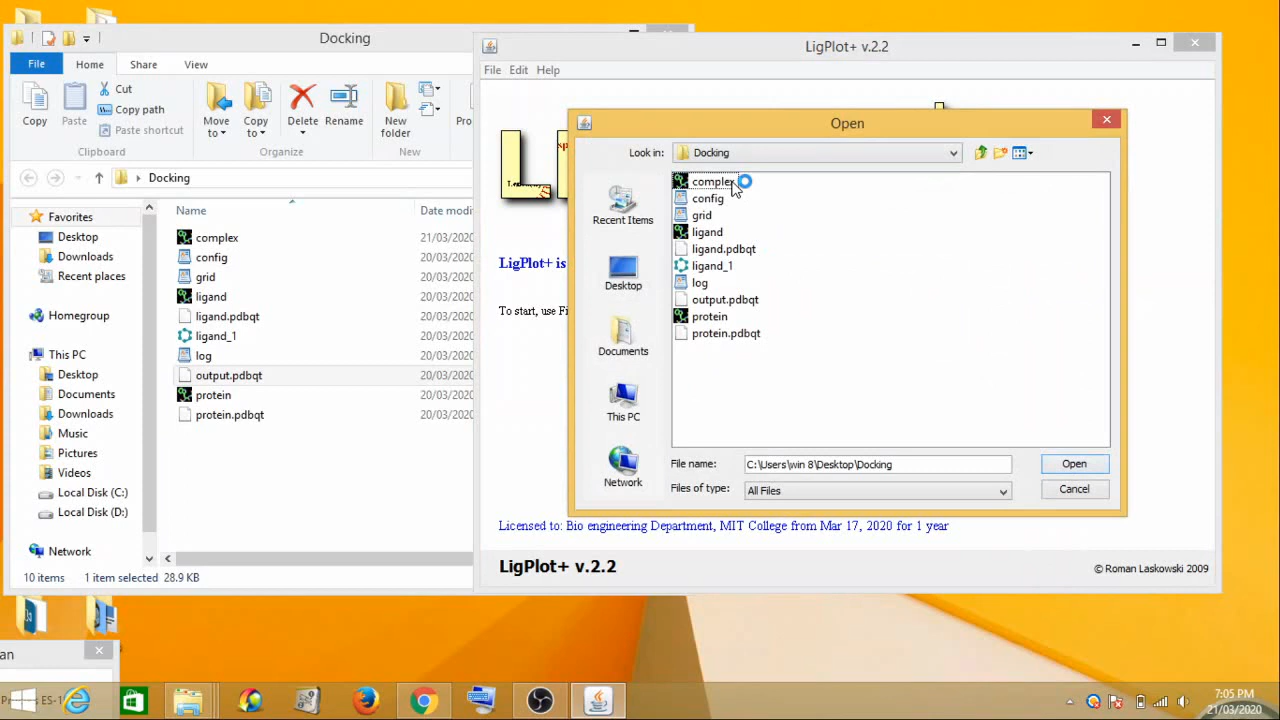 Docking
File Home Share View
Copy Paste Cut Copy path Paste shortcut
Move to Copy to Delete Rename New folder
Clipboard Organize New
Docking
Favorites
Desktop
Downloads
Recent places
Homegroup
This PC
Desktop
Documents
Downloads
Music
Pictures
Videos
Local Disk (C:)
Local Disk (D:)
Network
Name Date modi
complex 21/03/2020
config 20/03/2020
grid 20/03/2020
ligand 20/03/2020
ligand.pdbqt 20/03/2020
ligand_1 20/03/2020
log 20/03/2020
output.pdbqt 20/03/2020
protein 20/03/2020
protein.pdbqt 20/03/2020
10 items 1 item selected 28.9 KB
LigPlot+ v.2.2
File Edit Help
L
LigPlot+ is
To start, use Fi
Open
Look in: Docking
Recent Items
Desktop
Documents
This PC
Network
complex
config
grid
ligand
ligand.pdbqt
ligand_1
log
output.pdbqt
protein
protein.pdbqt
File name: C:\Users\win 8\Desktop\Docking Open
Files of type: All Files Cancel
Licensed to: Bio engineering Department, MIT College from Mar 17, 2020 for 1 year
LigPlot+ v.2.2 © Roman Laskowski 2009
an
ES-1
7:05 PM
21/03/2020